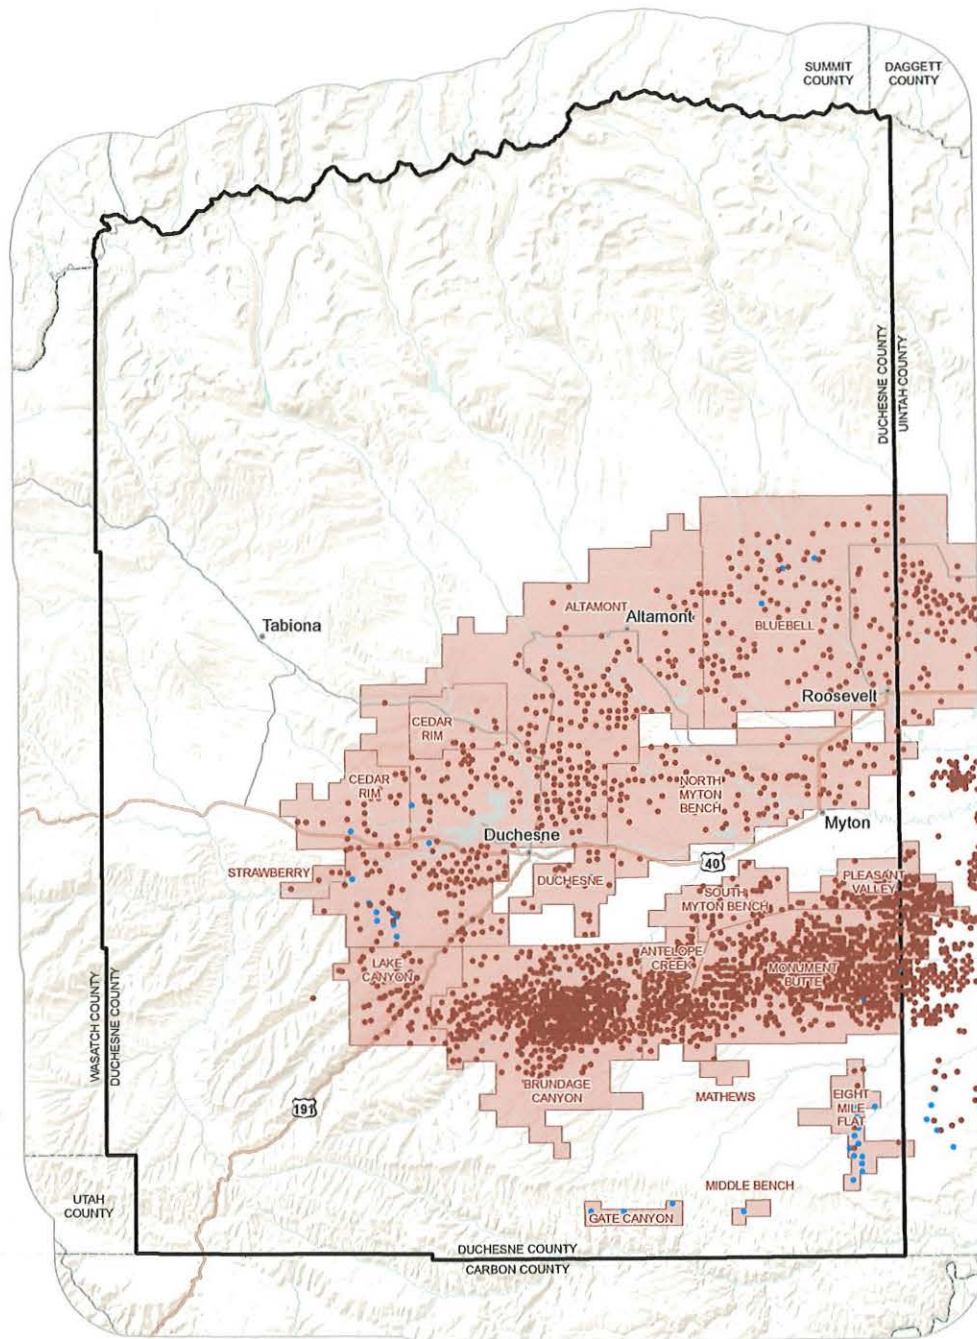 SUMMIT
COUNTY
DAGGETT
COUNTY
DUCHESNE COUNTY
UINTAH COUNTY
Tabiona
ALTAMONT
Altamont
BLUEBELL
Roosevelt
CEDAR
RIM
CEDAR
RIM
NORTH
MYTON
BENCH
Duchesne
Myton
40
STRAWBERRY
DUCHESNE
PLEASANT
VALLEY
SOUTH
MYTON BENCH
LAKE
CANYON
ANTELOPE
CREEK
MONUMENT
BUTTE
WASATCH COUNTY
DUCHESNE COUNTY
BRUNDAGE
CANYON
MATHEWS
EIGHT
MILE
FLAT
191
UTAH
COUNTY
MIDDLE BENCH
GATE CANYON
DUCHESNE COUNTY
CARBON COUNTY